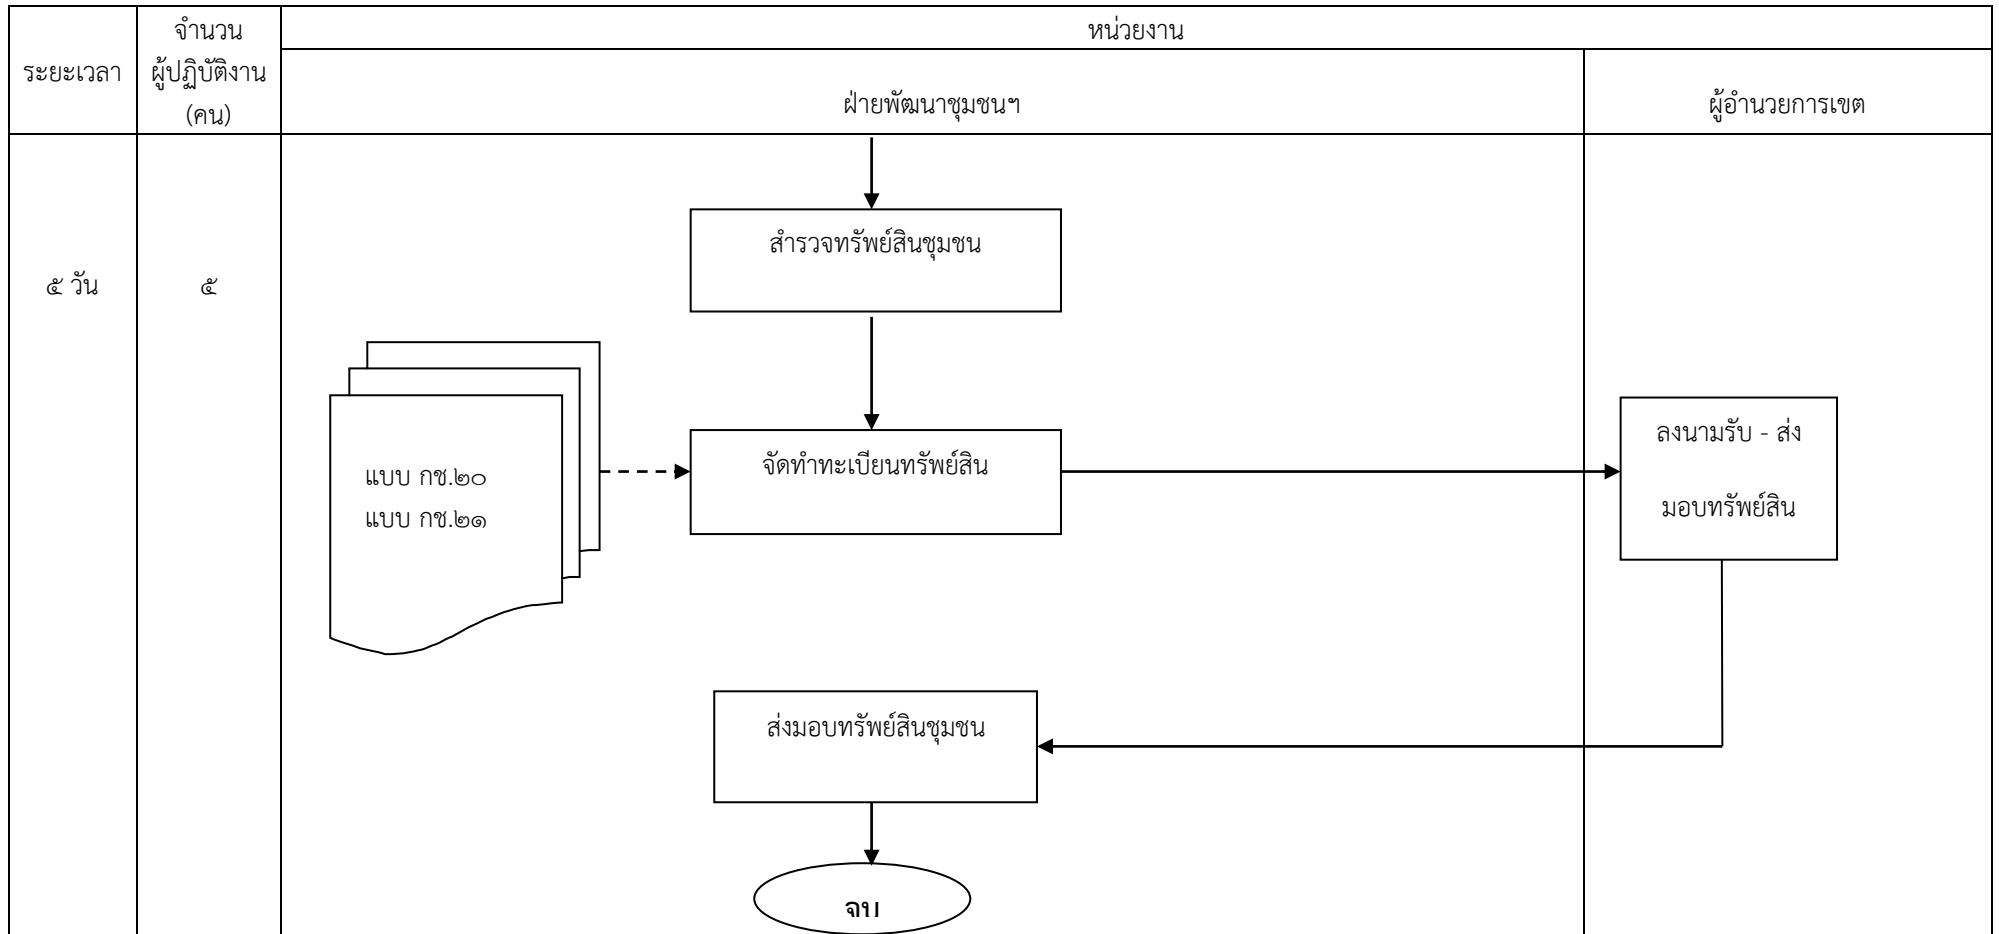 ระยะเวลา
จำนวน
ผู้ปฏิบัติงาน
(คน)
หน่วยงาน
ฝ่ายพัฒนาชุมชนฯ
ผู้อำนวยการเขต
๕ วัน
๕
สำรวจทรัพย์สินชุมชน
แบบ กช.๒๐
แบบ กช.๒๑
จัดทำทะเบียนทรัพย์สิน
ลงนามรับ - ส่ง
มอบทรัพย์สิน
ส่งมอบทรัพย์สินชุมชน
จบ